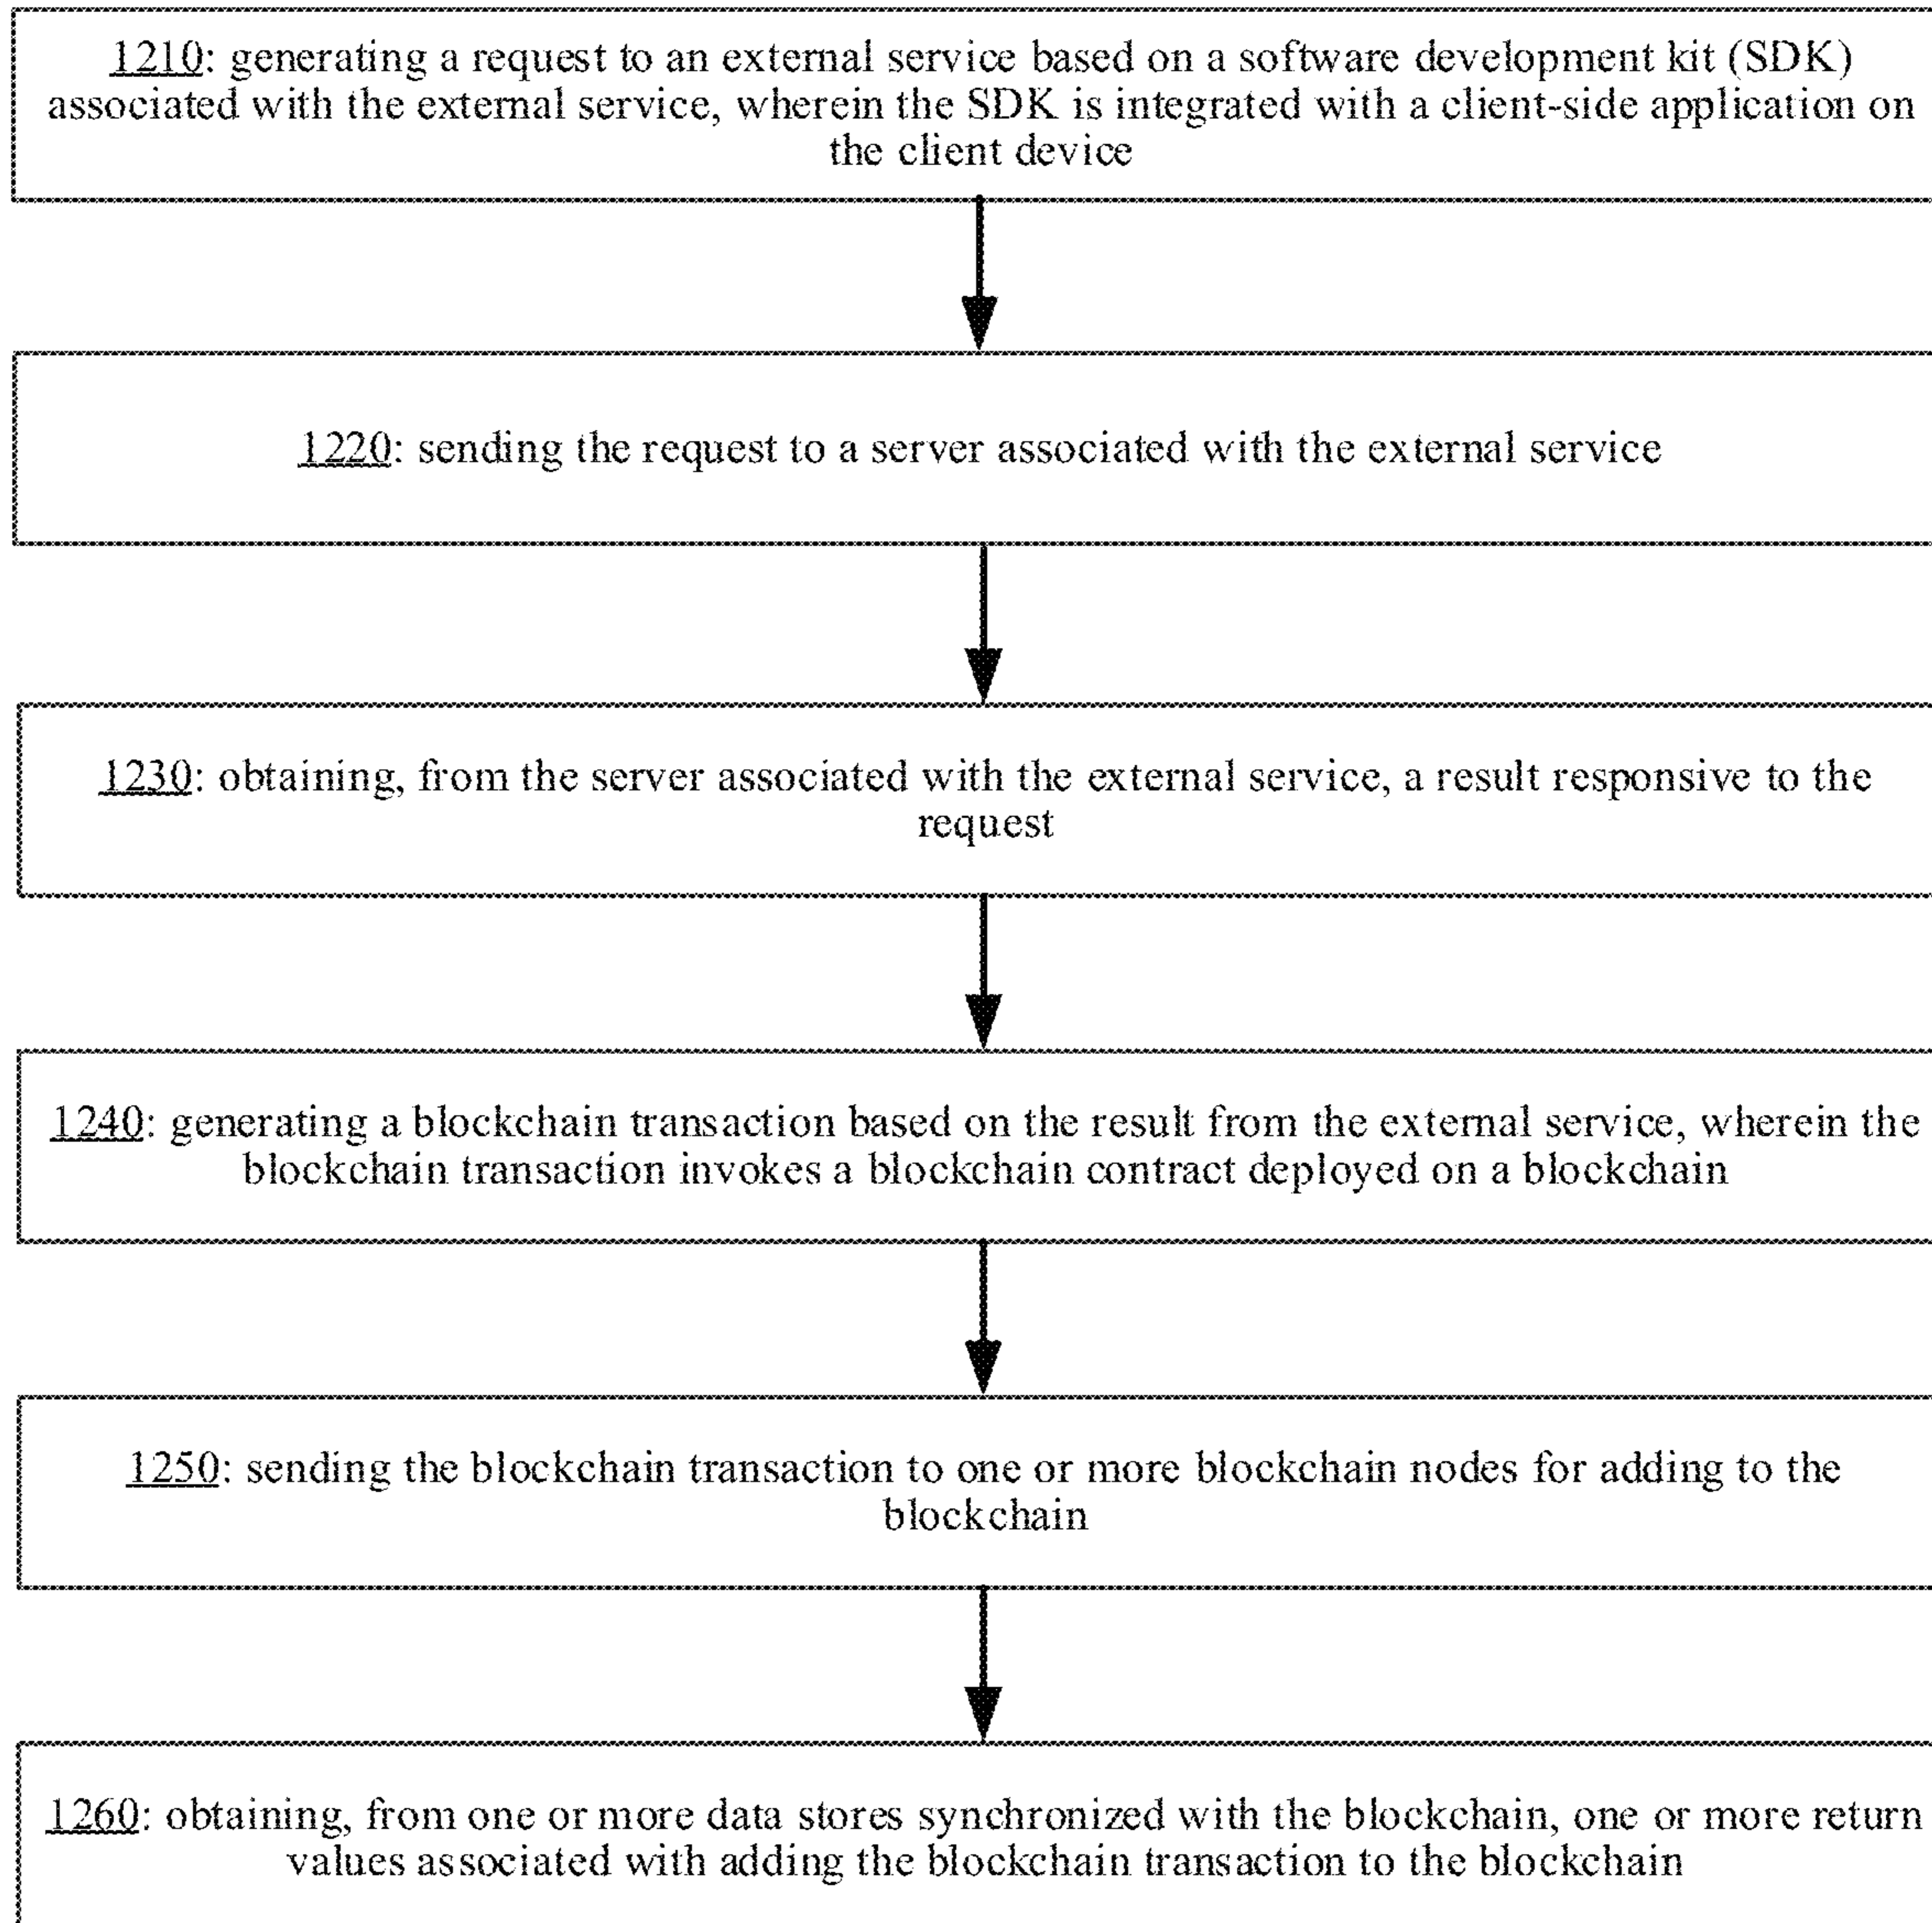 1210: generating a request to an external service based on a software development kit (SDK)
associated with the external service, wherein the SDK is integrated with a client-side application on
the client device
1220: sending the request to a server associated with the external service
1230: obtaining, from the server associated with the external service, a result responsive to the
request
1240: generating a blockchain transaction based on the result from the external service, wherein the
blockchain transaction invokes a blockchain contract deployed on a blockchain
1250: sending the blockchain transaction to one or more blockchain nodes for adding to the
blockchain
1260: obtaining, from one or more data stores synchronized with the blockchain, one or more return
values associated with adding the blockchain transaction to the blockchain